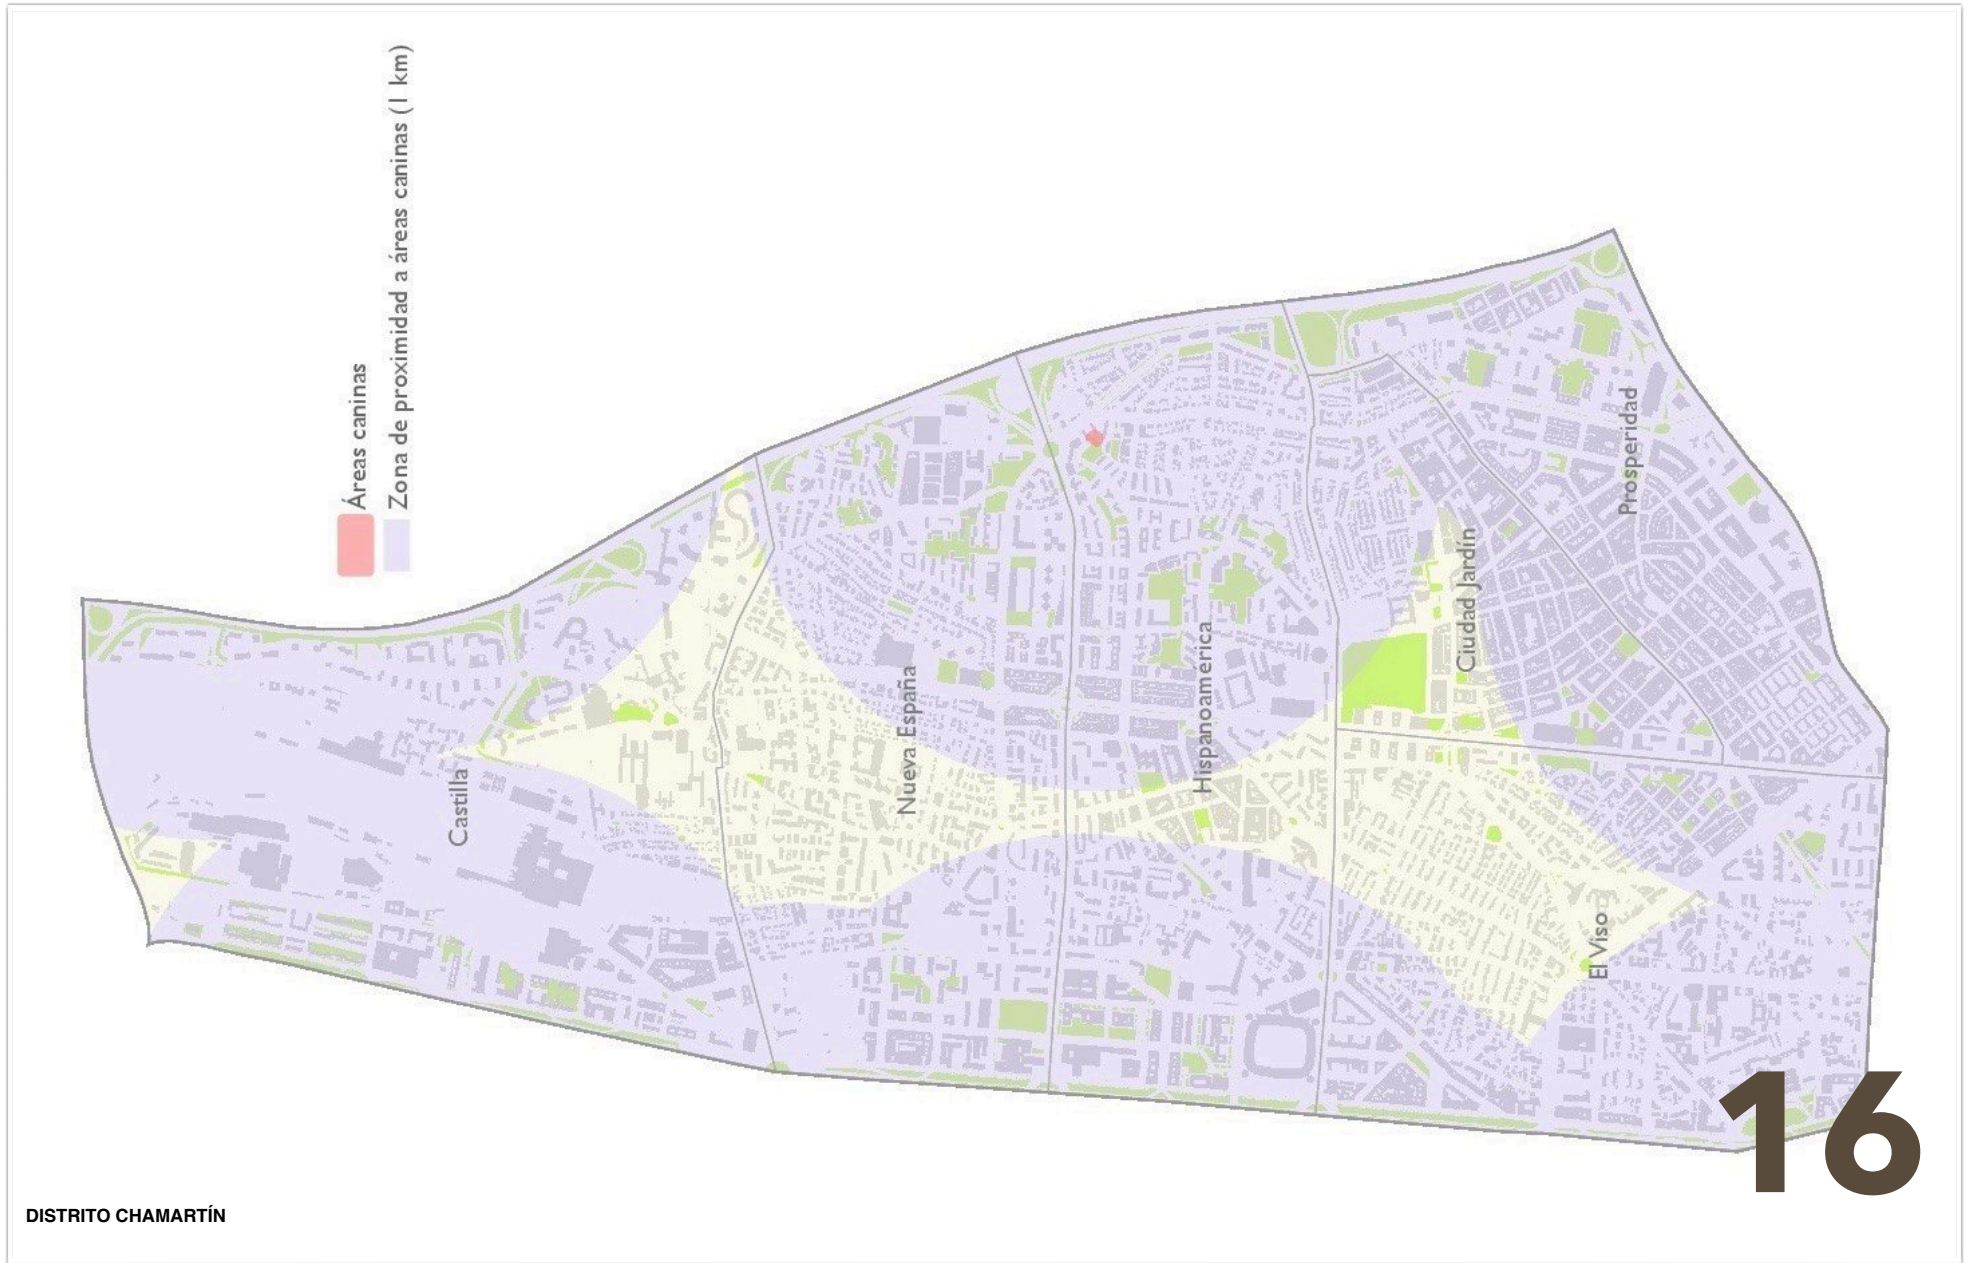 Áreas caninas
Zona de proximidad a áreas caninas (1 km)
Castilla
Nueva España
Hispanoamérica
Ciudad Jardín
Prosperidad
El Viso
16
DISTRITO CHAMARTÍN